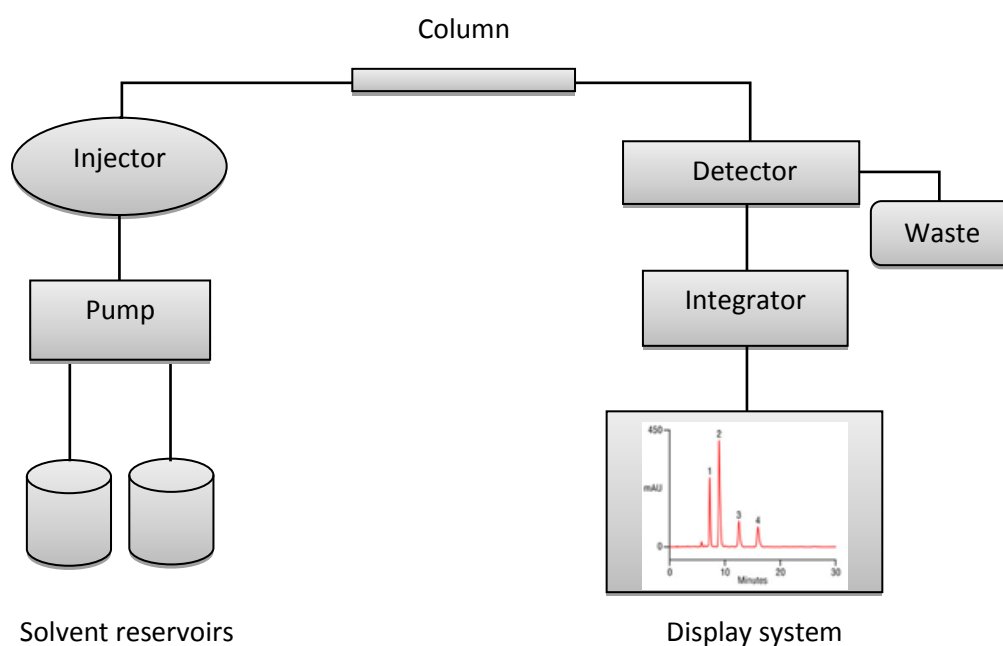 Column
Injector
Detector
Waste
Pump
Integrator
450
2
1
mAU
3
4
0
0
10
20
30
Minutes
Solvent reservoirs
Display system